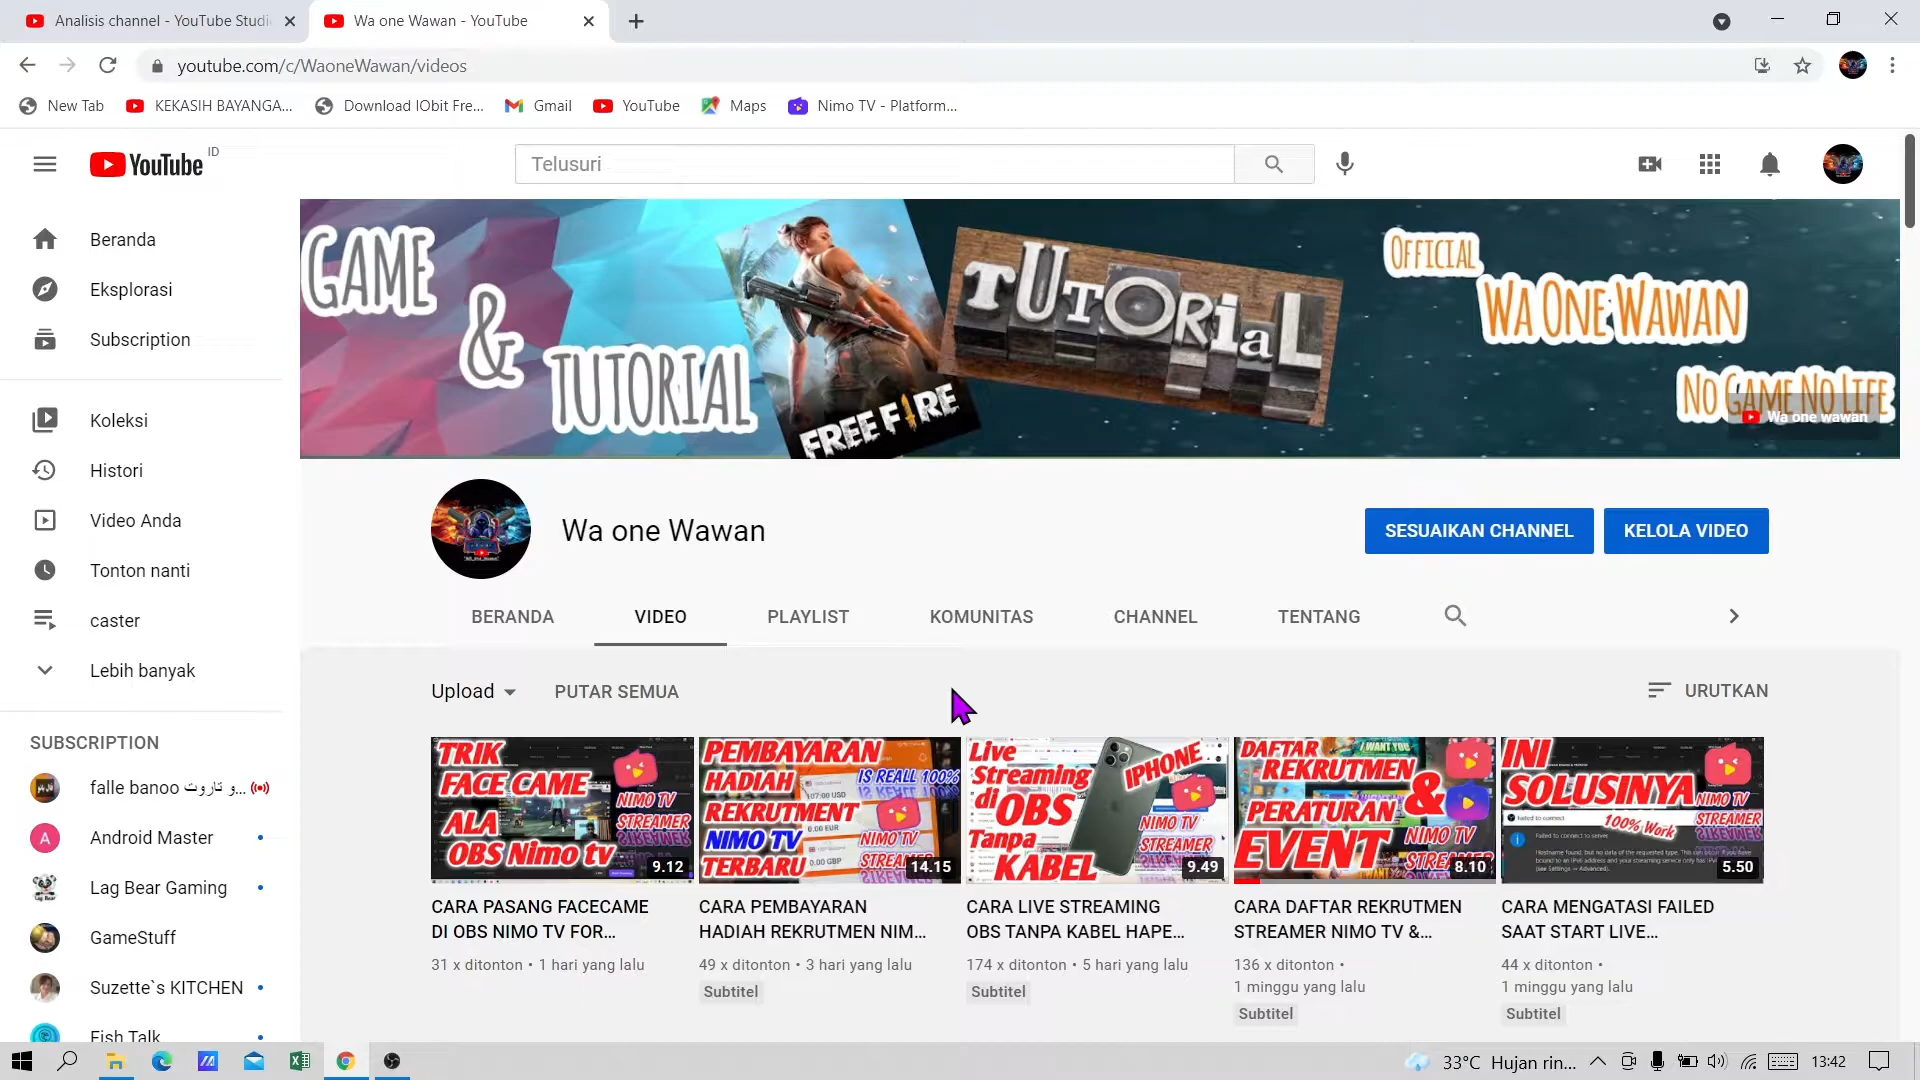 Analisis channel - YouTube Studi
Wa one Wawan - YouTube
youtube.com/c/WaoneWawan/videos
New Tab
KEKASIH BAYANGA...
Download IObit Fre...
Gmail
YouTube
Maps
Nimo TV - Platform...
YouTube
ID
Telusuri
Beranda
Eksplorasi
Subscription
Koleksi
Histori
Video Anda
Tonton nanti
caster
Lebih banyak
SUBSCRIPTION
falle banoo و تاروت...
Android Master
A
Lag Bear Gaming
GameStuff
Suzette`s KITCHEN
Fish Talk
GAME
&
TUTORIAL
FREE FIRE
TUTORiaL
OFFICIAL
WA ONE WAWAN
NO GAME NO LIFE
Wa one wawan
Wa one Wawan
SESUAIKAN CHANNEL
KELOLA VIDEO
BERANDA
VIDEO
PLAYLIST
KOMUNITAS
CHANNEL
TENTANG
Upload
PUTAR SEMUA
URUTKAN
TRIK
FACE CAME
ALA
OBS Nimo tv
NIMO TV
STREAMER
9.12
CARA PASANG FACECAME
DI OBS NIMO TV FOR...
31 x ditonton • 1 hari yang lalu
PEMBAYARAN
HADIAH
IS REALL 100%
REKRUTMENT
NIMO TV
TERBARU
NIMO TV
STREAMER
14.15
CARA PEMBAYARAN
HADIAH REKRUTMEN NIM...
49 x ditonton • 3 hari yang lalu
Subtitel
Live
Streaming
di OBS
Tanpa
KABEL
IPHONE
NIMO TV
STREAMER
9.49
CARA LIVE STREAMING
OBS TANPA KABEL HAPE...
174 x ditonton • 5 hari yang lalu
Subtitel
DAFTAR
I WANT YOU
REKRUTMEN
&
PERATURAN
EVENT
NIMO TV
STREAMER
8.10
CARA DAFTAR REKRUTMEN
STREAMER NIMO TV &...
136 x ditonton •
1 minggu yang lalu
Subtitel
INI
SOLUSINYA
100% Work
NIMO TV
STREAMER
Failed to connect
5.50
CARA MENGATASI FAILED
SAAT START LIVE...
44 x ditonton •
1 minggu yang lalu
Subtitel
33°C Hujan rin...
13:42